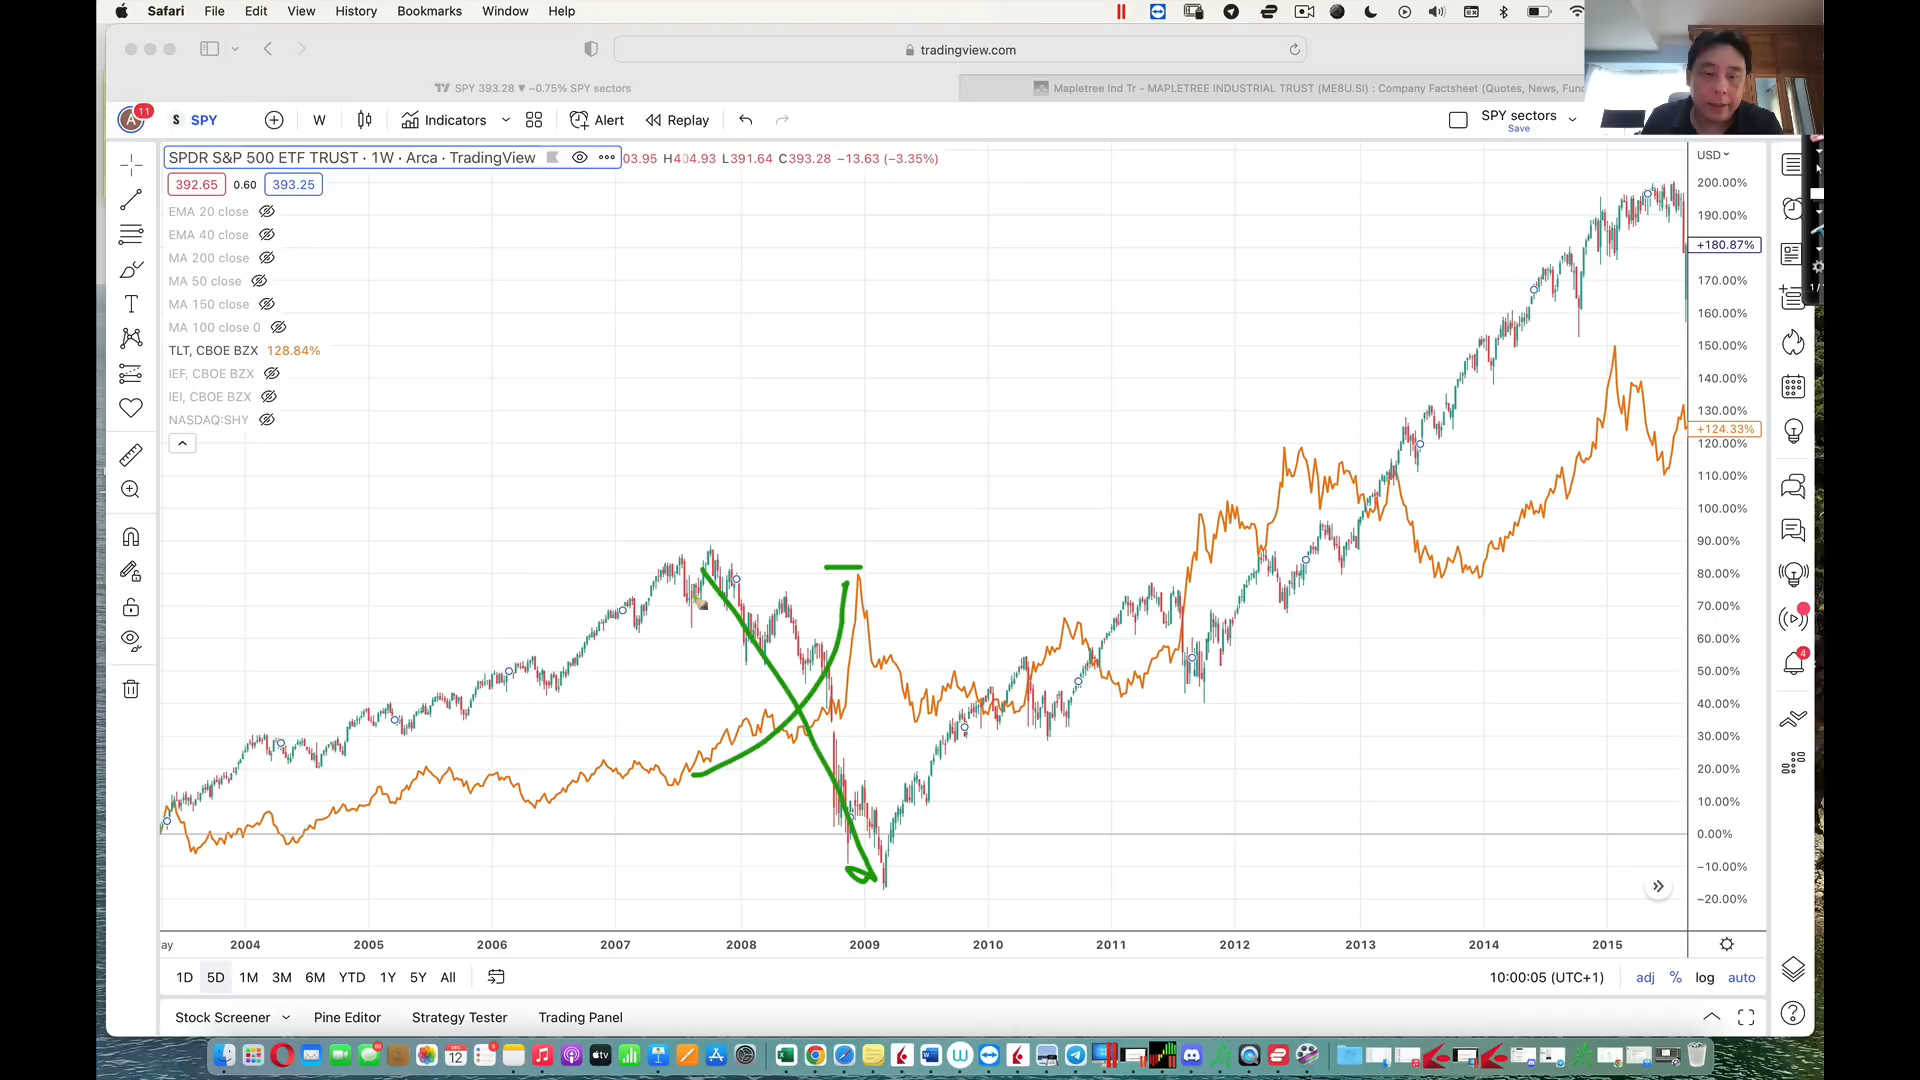 Safari File Edit View History Bookmarks Window Help
tradingview.com
SPY 393.28 ▼ −0.75% SPY sectors
Mapletree Ind Tr - MAPLETREE INDUSTRIAL TRUST (ME8U.SI) : Company Factsheet (Quotes, News, Fun
A 11 S SPY W Indicators Alert Replay SPY sectors
Save
SPDR S&P 500 ETF TRUST · 1W · Arca · TradingView 03.95 H404.93 L391.64 C393.28 −13.63 (−3.35%)
USD
392.65 0.60 393.25
EMA 20 close
EMA 40 close
MA 200 close
MA 50 close
MA 150 close
MA 100 close 0
TLT, CBOE BZX 128.84%
IEF, CBOE BZX
IEI, CBOE BZX
NASDAQ:SHY
200.00%
190.00%
+180.87%
170.00%
160.00%
150.00%
140.00%
130.00%
+124.33%
120.00%
110.00%
100.00%
90.00%
80.00%
70.00%
60.00%
50.00%
40.00%
30.00%
20.00%
10.00%
0.00%
−10.00%
−20.00%
4
ay 2004 2005 2006 2007 2008 2009 2010 2011 2012 2013 2014 2015
1D 5D 1M 3M 6M YTD 1Y 5Y All 10:00:05 (UTC+1) adj % log auto
Stock Screener Pine Editor Strategy Tester Trading Panel
DEC
12